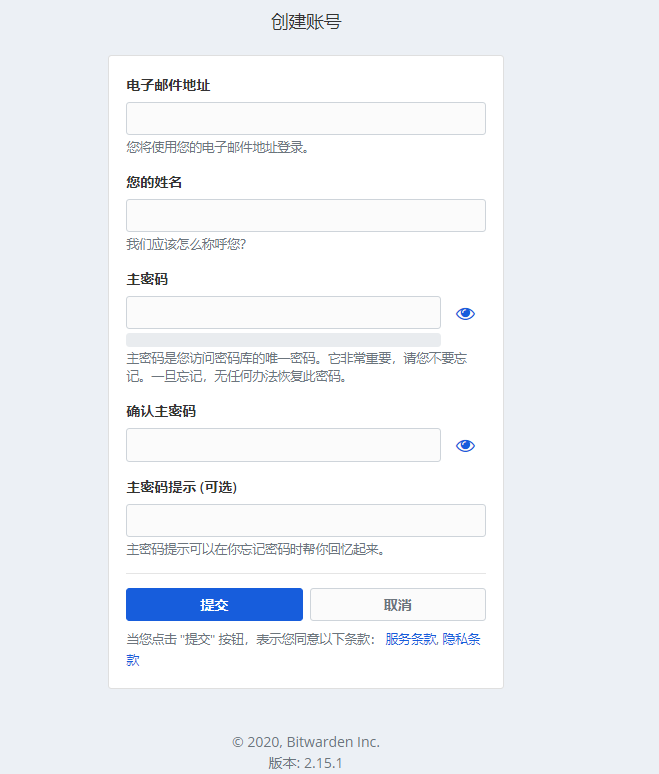 创建账号
电子邮件地址
您将使用您的电子邮件地址登录。
您的姓名
我们应该怎么称呼您?
主密码
主密码是您访问密码库的唯一密码。它非常重要，请您不要忘
记。一旦忘记，无任何办法恢复此密码。
确认主密码
主密码提示 (可选)
主密码提示可以在你忘记密码时帮你回忆起来。
提交 取消
当您点击 "提交" 按钮，表示您同意以下条款： 服务条款, 隐私条
款
© 2020, Bitwarden Inc.
版本: 2.15.1